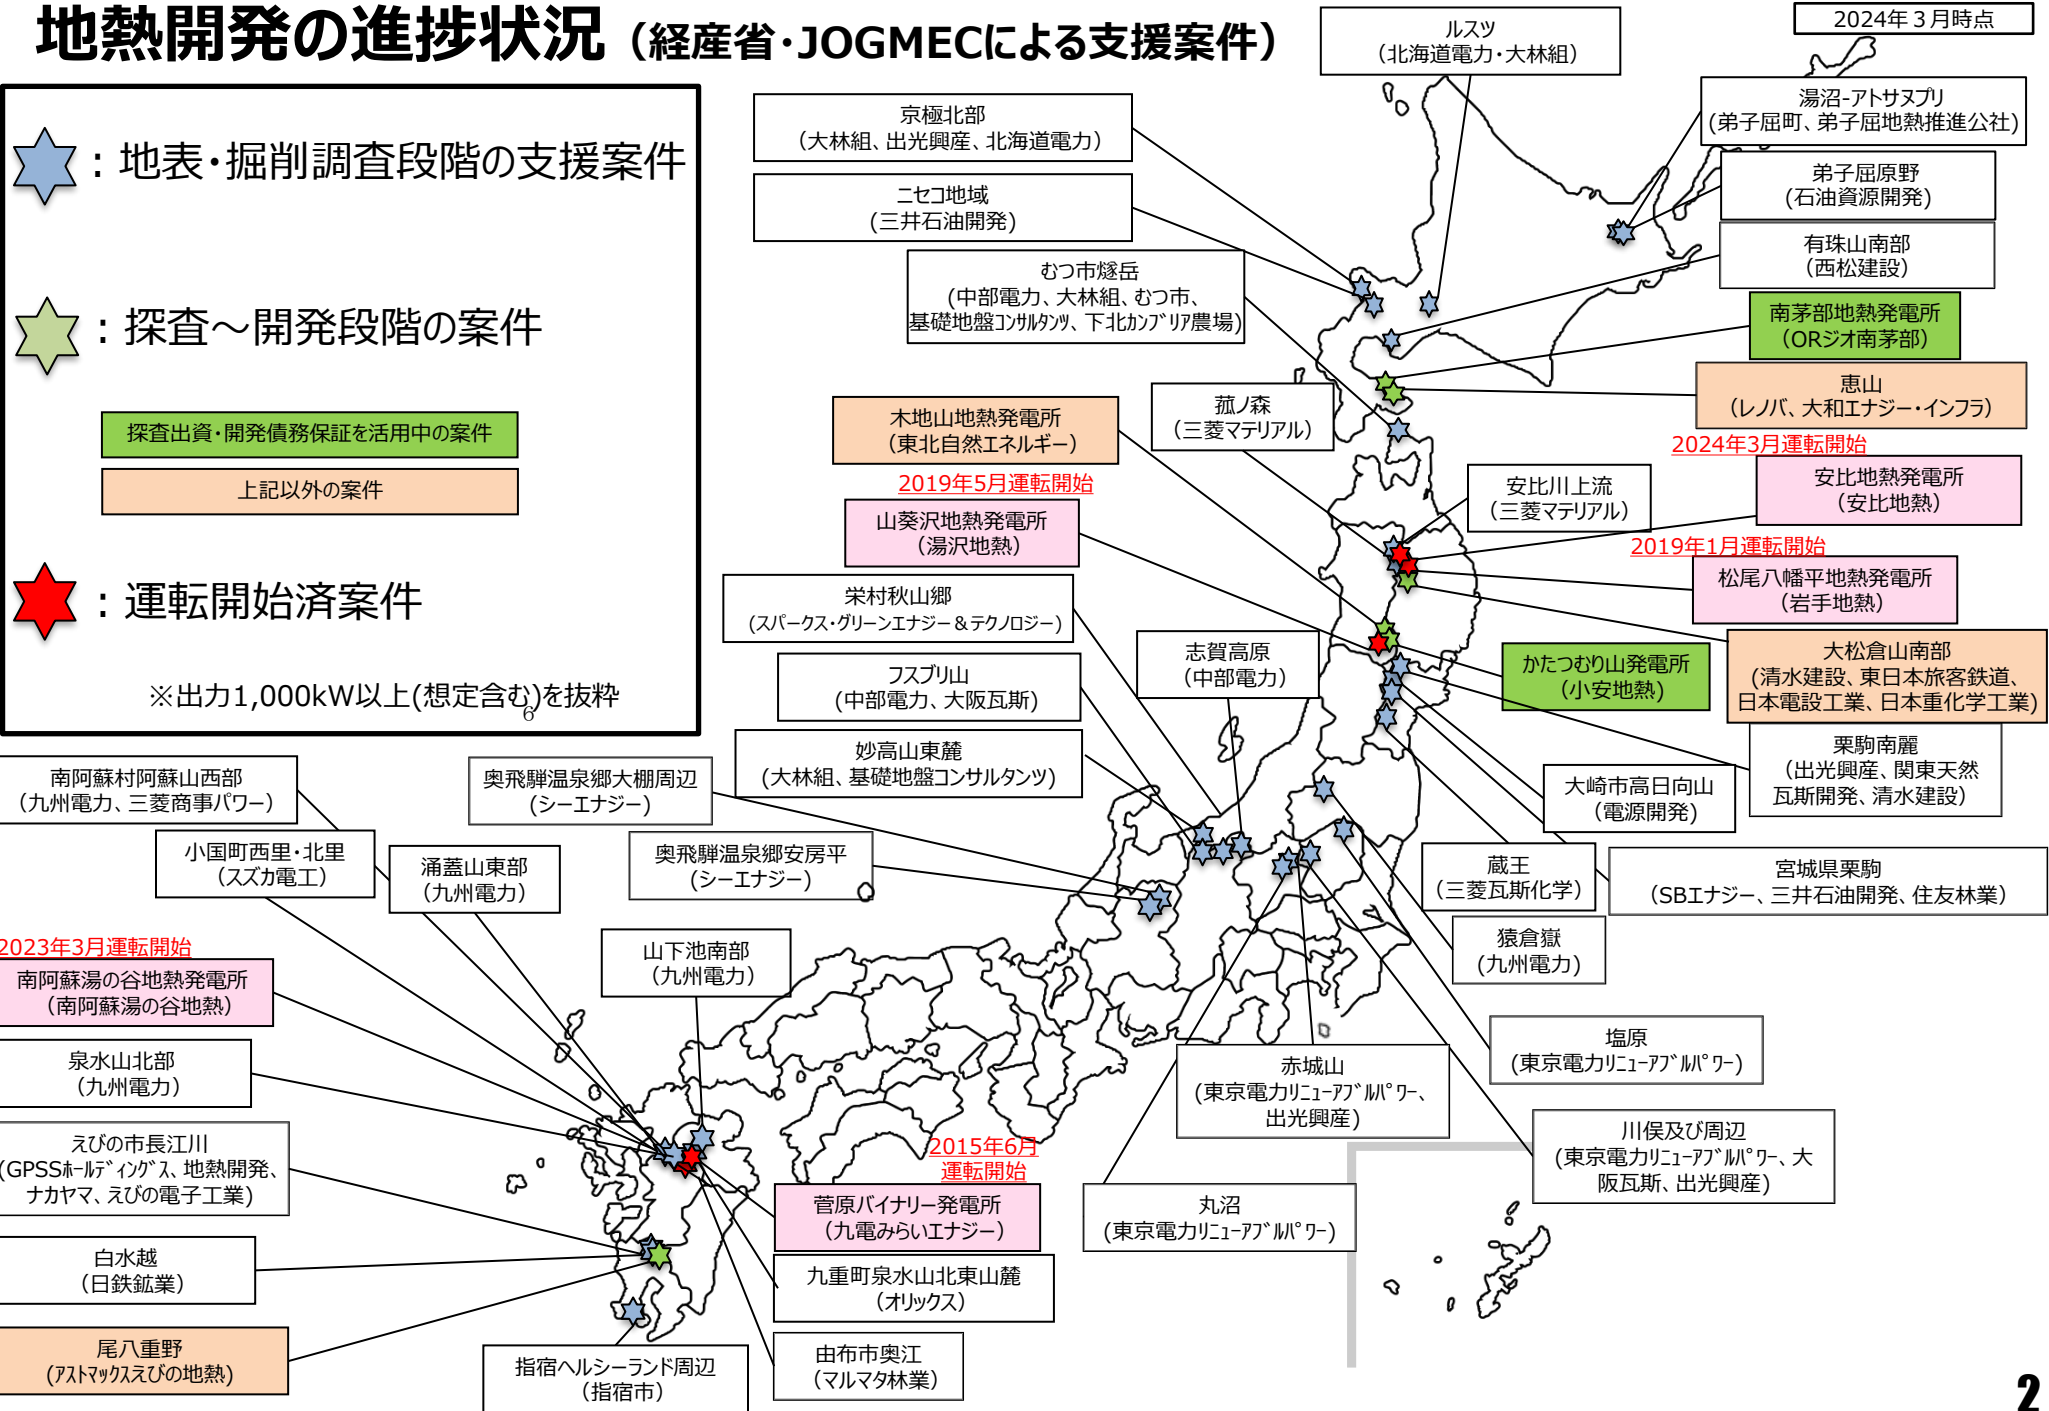 地熱開発の進捗状況（経産省・JOGMECによる支援案件）
2024年３月時点
：地表・掘削調査段階の支援案件
：探査～開発段階の案件
探査出資・開発債務保証を活用中の案件
上記以外の案件
：運転開始済案件
※出力1,000kW以上(想定含む)を抜粋
6
ルスツ
（北海道電力・大林組）
京極北部
（大林組、出光興産、北海道電力）
湯沼-アトサヌプリ
(弟子屈町、弟子屈地熱推進公社)
ニセコ地域
(三井石油開発)
弟子屈原野
(石油資源開発)
有珠山南部
(西松建設)
むつ市燧岳
(中部電力、大林組、むつ市、
基礎地盤ｺﾝｻﾙﾀﾝﾂ、下北ｶﾝﾌﾞﾘｱ農場)
南茅部地熱発電所
（ORジオ南茅部）
恵山
（レノバ、大和エナジー・インフラ）
木地山地熱発電所
（東北自然エネルギー）
菰ノ森
（三菱マテリアル）
2024年3月運転開始
安比地熱発電所
（安比地熱）
安比川上流
（三菱マテリアル）
2019年5月運転開始
山葵沢地熱発電所
（湯沢地熱）
2019年1月運転開始
松尾八幡平地熱発電所
（岩手地熱）
栄村秋山郷
（スパークス・グリーンエナジー＆テクノロジー）
志賀高原
（中部電力）
かたつむり山発電所
（小安地熱)
大松倉山南部
(清水建設、東日本旅客鉄道、
日本電設工業、日本重化学工業)
フスブリ山
（中部電力、大阪瓦斯）
妙高山東麓
（大林組、基礎地盤コンサルタンツ）
栗駒南麗
（出光興産、関東天然
瓦斯開発、清水建設）
南阿蘇村阿蘇山西部
（九州電力、三菱商事パワー）
奥飛騨温泉郷大棚周辺
（シーエナジー）
大崎市高日向山
（電源開発）
小国町西里・北里
（スズカ電工）
涌蓋山東部
（九州電力）
奥飛騨温泉郷安房平
（シーエナジー）
蔵王
（三菱瓦斯化学）
宮城県栗駒
（SBエナジー、三井石油開発、住友林業）
猿倉嶽
(九州電力）
2023年3月運転開始
南阿蘇湯の谷地熱発電所
（南阿蘇湯の谷地熱）
山下池南部
（九州電力）
塩原
(東京電力ﾘﾆｭｰｱﾌﾞﾙﾊﾟﾜｰ)
泉水山北部
（九州電力）
赤城山
(東京電力ﾘﾆｭｰｱﾌﾞﾙﾊﾟﾜｰ、
出光興産）
川俣及び周辺
（東京電力ﾘﾆｭｰｱﾌﾞﾙﾊﾟﾜｰ、大
阪瓦斯、出光興産）
えびの市長江川
(GPSSﾎｰﾙﾃﾞｨﾝｸﾞｽ、地熱開発、
ナカヤマ、えびの電子工業）
2015年6月
運転開始
菅原バイナリー発電所
（九電みらいエナジー）
丸沼
（東京電力ﾘﾆｭｰｱﾌﾞﾙﾊﾟﾜｰ)
白水越
（日鉄鉱業）
九重町泉水山北東山麓
(オリックス)
尾八重野
(ｱｽﾄﾏｯｸｽえびの地熱)
指宿ヘルシーランド周辺
（指宿市）
由布市奥江
（マルマタ林業）
2